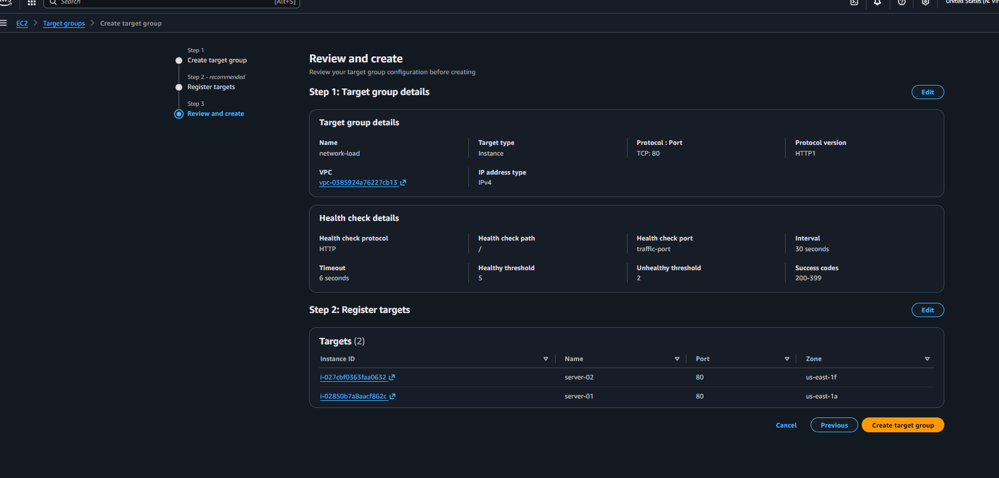 Search [Alt+S]
EC2 > Target groups > Create target group
Step 1
Create target group
Step 2 - recommended
Register targets
Step 3
Review and create
Review and create
Review your target group configuration before creating
Step 1: Target group details
Edit
Target group details
Name
network-load
Target type
Instance
Protocol : Port
TCP: 80
Protocol version
HTTP1
VPC
vpc-0385924a76227cb13
IP address type
IPv4
Health check details
Health check protocol
HTTP
Health check path
/
Health check port
traffic-port
Interval
30 seconds
Timeout
6 seconds
Healthy threshold
5
Unhealthy threshold
2
Success codes
200-399
Step 2: Register targets
Edit
Targets (2)
Instance ID Name Port Zone
i-027cbf0363faa0632 server-02 80 us-east-1f
i-02850b7a8aacf862c server-01 80 us-east-1a
Cancel Previous Create target group